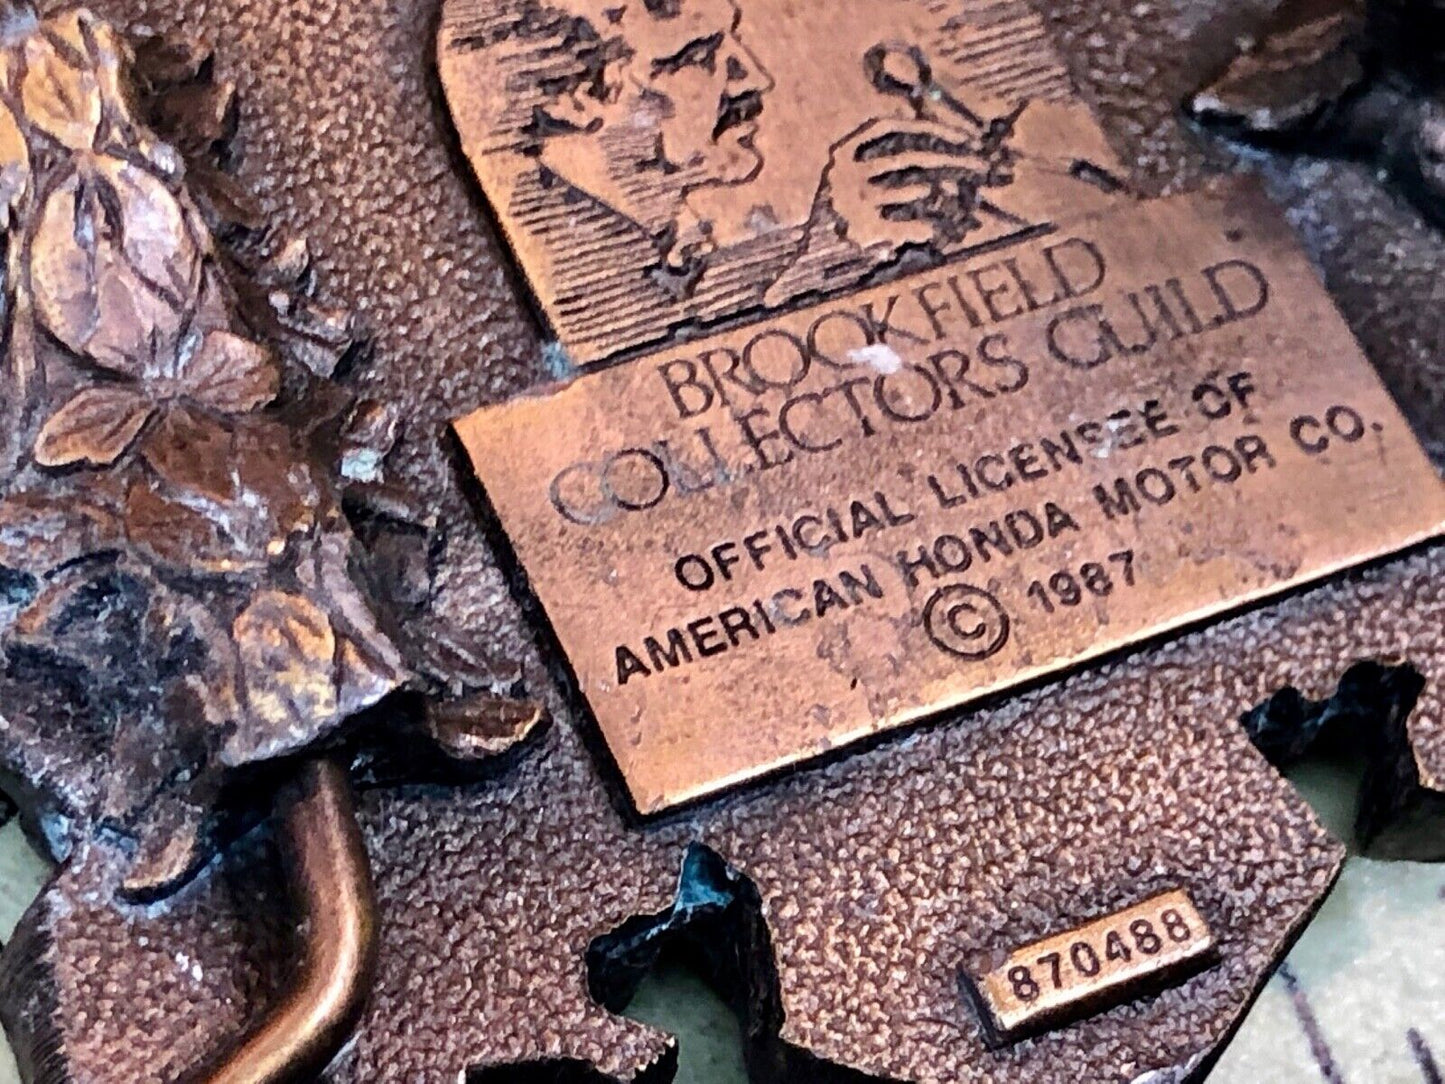 BROOKFIELD
COLLECTORS GUILD
OFFICIAL LICENSEE OF
AMERICAN HONDA MOTOR CO.
© 1987
870488